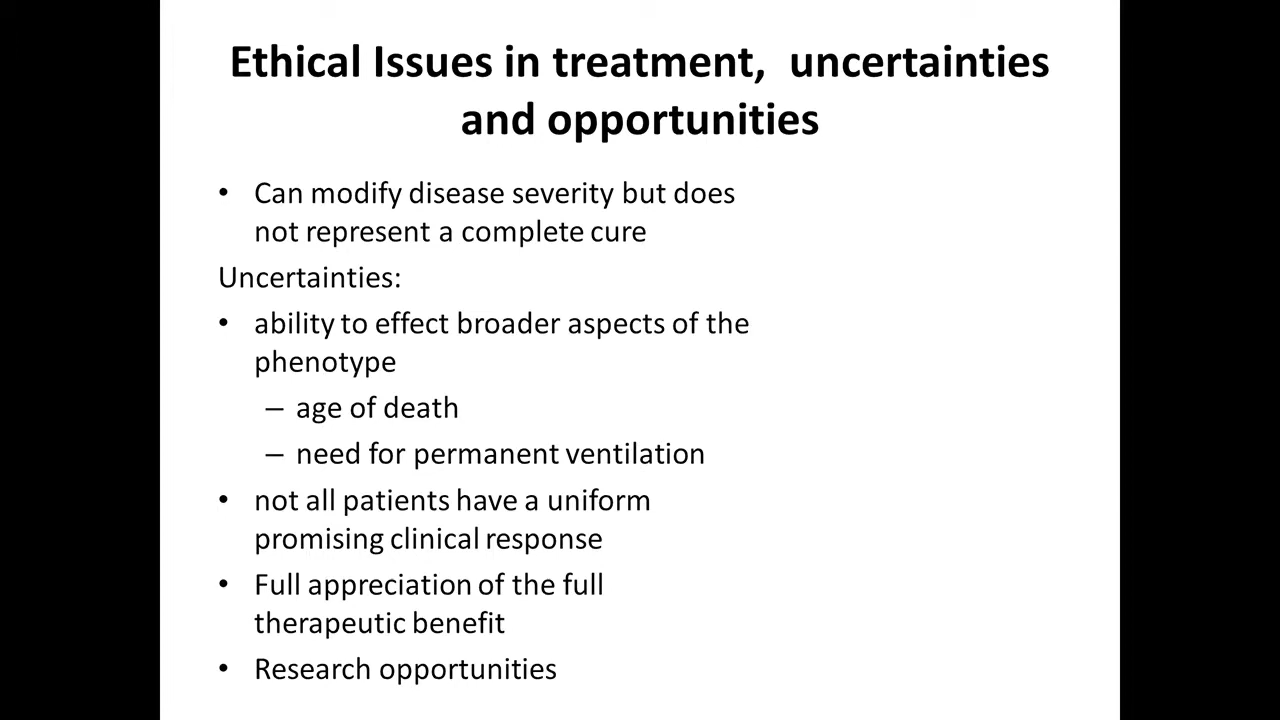 Ethical Issues in treatment,  uncertainties
and opportunities
• Can modify disease severity but does
not represent a complete cure
Uncertainties:
• ability to effect broader aspects of the
phenotype
– age of death
– need for permanent ventilation
• not all patients have a uniform
promising clinical response
• Full appreciation of the full
therapeutic benefit
• Research opportunities